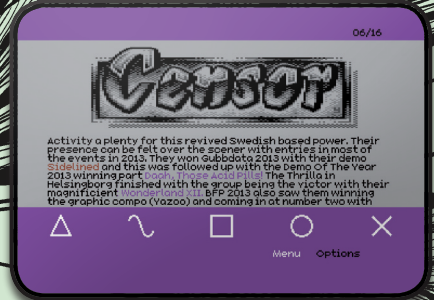 06/16
Censor
Activity a plenty for this revived Swedish based power. Their
presence can be felt over the scener with entries in most of
the events in 2013. They won Gubbdata 2013 with their demo
Sidelined and this was followed up with the Demo Of The Year
2013 winning part Daah, Those Acid Pills! The Thrilla in
Helsingborg finished with the group being the victor with their
magnificient Wonderland XII. BFP 2013 also saw them winning
the graphic compo (Yazoo) and coming in at number two with
Menu Options